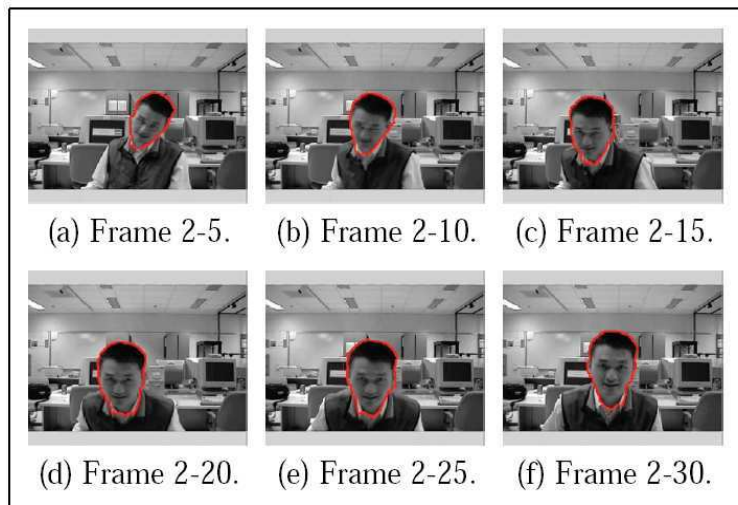 (a) Frame 2-5.
(b) Frame 2-10.
(c) Frame 2-15.
(d) Frame 2-20.
(e) Frame 2-25.
(f) Frame 2-30.